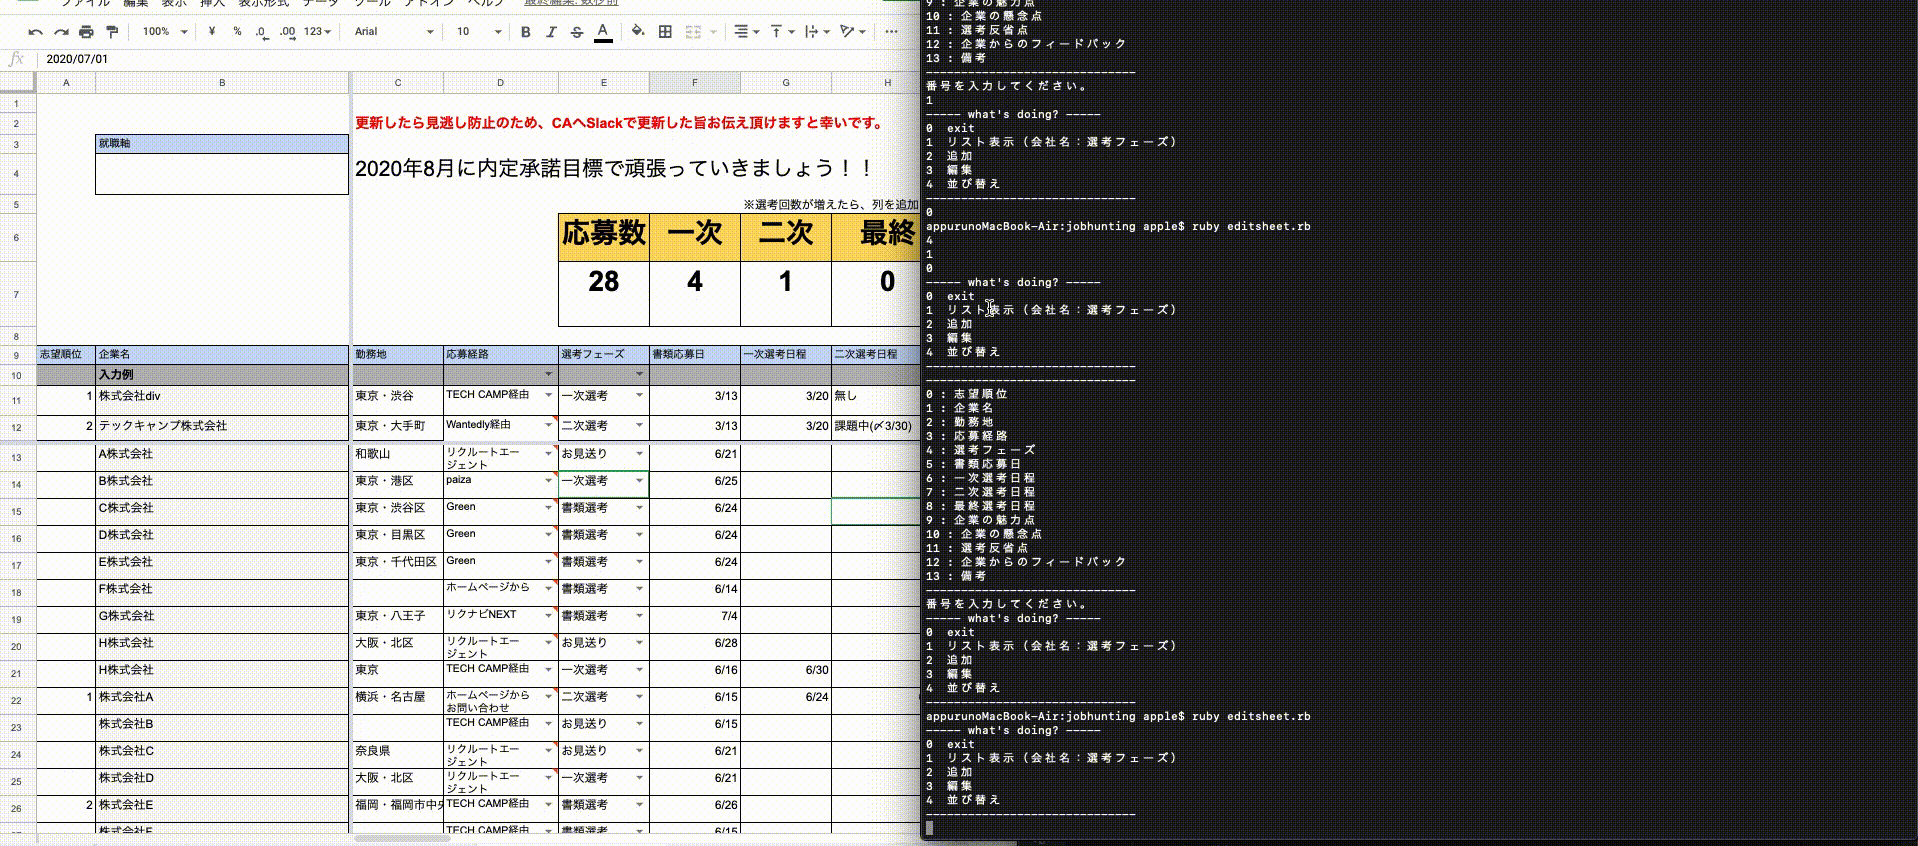 ファイル 編集 表示 挿入 表示形式 データ ツール アドオン ヘルプ 最終編集: 数秒前
100% ¥ % .0 .00 123 Arial 10 B I S A
fx 2020/07/01
A B C D E F G H
1
2 更新したら見逃し防止のため、CAへSlackで更新した旨お伝え頂けますと幸いです。
3 就職軸
4 2020年8月に内定承諾目標で頑張っていきましょう！！
5 ※選考回数が増えたら、列を追加
6 応募数 一次 二次 最終
7 28 4 1 0
8
9 志望順位 企業名 勤務地 応募経路 選考フェーズ 書類応募日 一次選考日程 二次選考日程
10 入力例
11 1 株式会社div 東京・渋谷 TECH CAMP経由 一次選考 3/13 3/20 無し
12 2 テックキャンプ株式会社 東京・大手町 Wantedly経由 二次選考 3/13 3/20 課題中(〆3/30)
13 A株式会社 和歌山 リクルートエー
ジェント お見送り 6/21
14 B株式会社 東京・港区 paiza 一次選考 6/25
15 C株式会社 東京・渋谷区 Green 書類選考 6/24
16 D株式会社 東京・目黒区 Green 書類選考 6/24
17 E株式会社 東京・千代田区 Green 書類選考 6/24
18 F株式会社 ホームページから 書類選考 6/14
19 G株式会社 東京・八王子 リクナビNEXT 書類選考 7/4
20 H株式会社 大阪・北区 リクルートエー
ジェント お見送り 6/28
21 H株式会社 東京 TECH CAMP経由 一次選考 6/16 6/30
22 1 株式会社A 横浜・名古屋 ホームページから
お問い合わせ 二次選考 6/15 6/24
23 株式会社B TECH CAMP経由 お見送り 6/15
24 株式会社C 奈良県 リクルートエー
ジェント お見送り 6/21
25 株式会社D 大阪・北区 リクルートエー
ジェント 一次選考 6/21
26 2 株式会社E 福岡・福岡市中央 TECH CAMP経由 書類選考 6/26
株式会社F TECH CAMP経由 書類選考 6/15
9 : 企業の魅力点
10 : 企業の懸念点
11 : 選考反省点
12 : 企業からのフィードバック
13 : 備考
------------------------------
番号を入力してください。
1
----- what's doing? -----
0 exit
1 リスト表示（会社名：選考フェーズ）
2 追加
3 編集
4 並び替え
------------------------------
0
appurunoMacBook-Air:jobhunting apple$ ruby editsheet.rb
4
1
0
----- what's doing? -----
0 exit
1 リスト表示（会社名：選考フェーズ）
2 追加
3 編集
4 並び替え
------------------------------
------------------------------
0 : 志望順位
1 : 企業名
2 : 勤務地
3 : 応募経路
4 : 選考フェーズ
5 : 書類応募日
6 : 一次選考日程
7 : 二次選考日程
8 : 最終選考日程
9 : 企業の魅力点
10 : 企業の懸念点
11 : 選考反省点
12 : 企業からのフィードバック
13 : 備考
------------------------------
番号を入力してください。
----- what's doing? -----
0 exit
1 リスト表示（会社名：選考フェーズ）
2 追加
3 編集
4 並び替え
------------------------------
appurunoMacBook-Air:jobhunting apple$ ruby editsheet.rb
----- what's doing? -----
0 exit
1 リスト表示（会社名：選考フェーズ）
2 追加
3 編集
4 並び替え
------------------------------